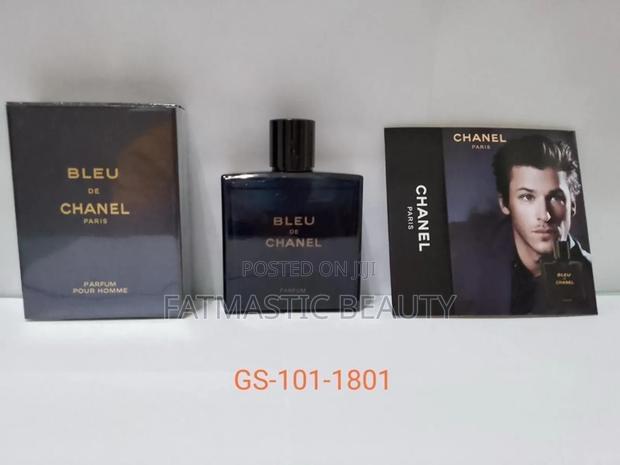 BLEU
DE
CHANEL
PARIS
PARFUM
POUR HOMME
BLEU
DE
CHANEL
PARFUM
CHANEL
PARIS
CHANEL
PARIS
BLEU
DE
CHANEL
POSTED ON JIJI
FATMASTIC BEAUTY
GS-101-1801